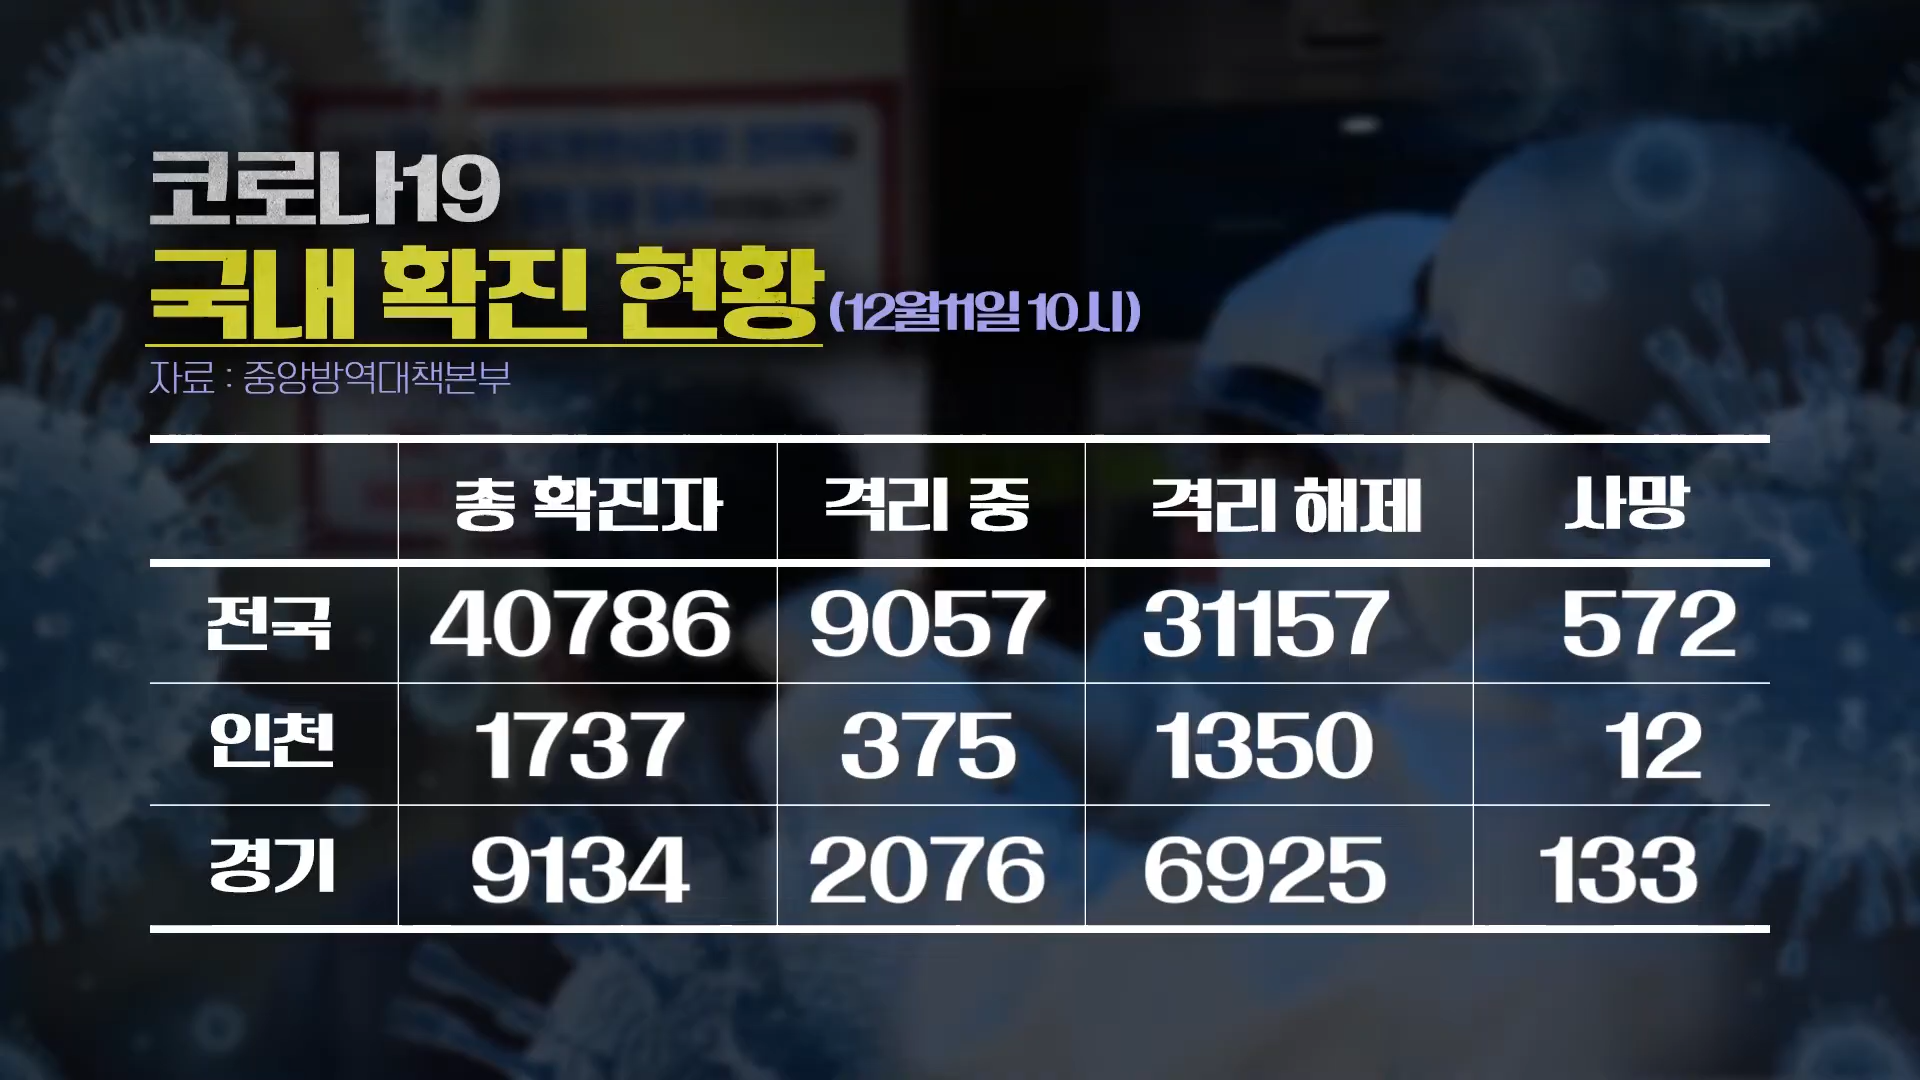 코로나19
국내 확진 현황 (12월11일 10시)
자료 : 중앙방역대책본부
총 확진자 격리 중 격리 해제 사망
전국 40786 9057 31157 572
인천 1737 375 1350 12
경기 9134 2076 6925 133